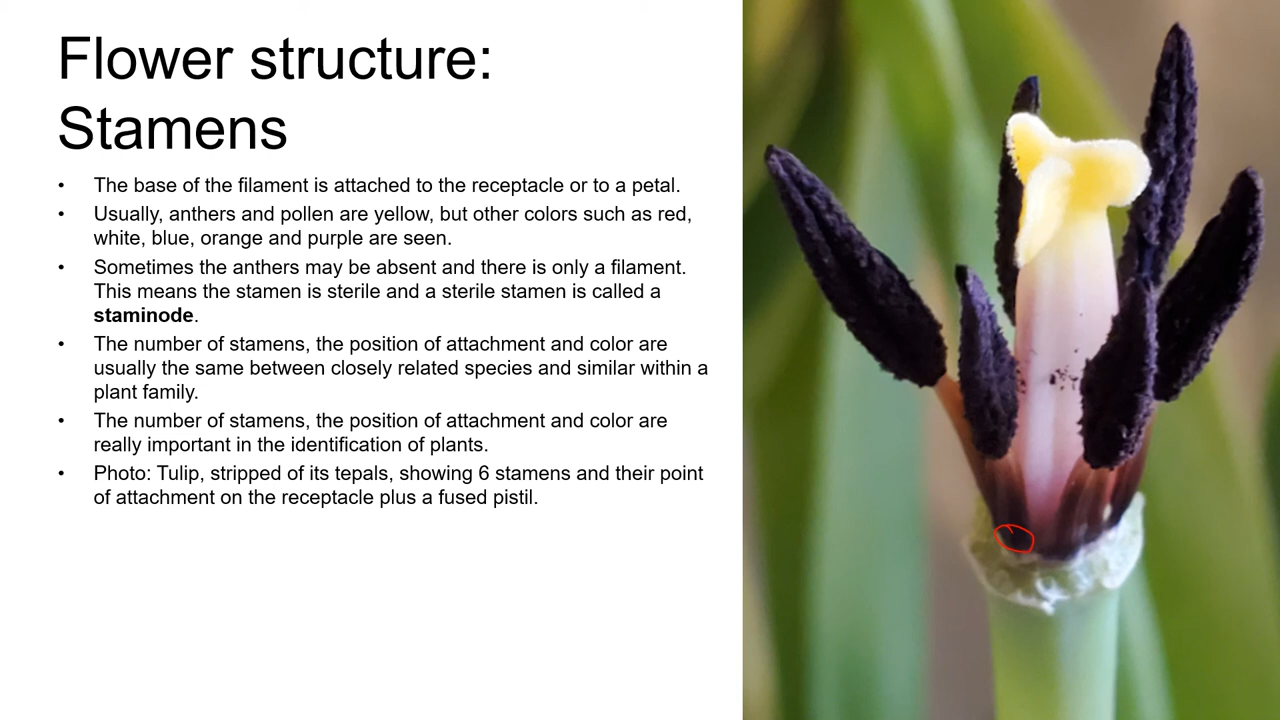 Flower structure:
Stamens
• The base of the filament is attached to the receptacle or to a petal.
• Usually, anthers and pollen are yellow, but other colors such as red,
white, blue, orange and purple are seen.
• Sometimes the anthers may be absent and there is only a filament.
This means the stamen is sterile and a sterile stamen is called a
staminode.
• The number of stamens, the position of attachment and color are
usually the same between closely related species and similar within a
plant family.
• The number of stamens, the position of attachment and color are
really important in the identification of plants.
• Photo: Tulip, stripped of its tepals, showing 6 stamens and their point
of attachment on the receptacle plus a fused pistil.